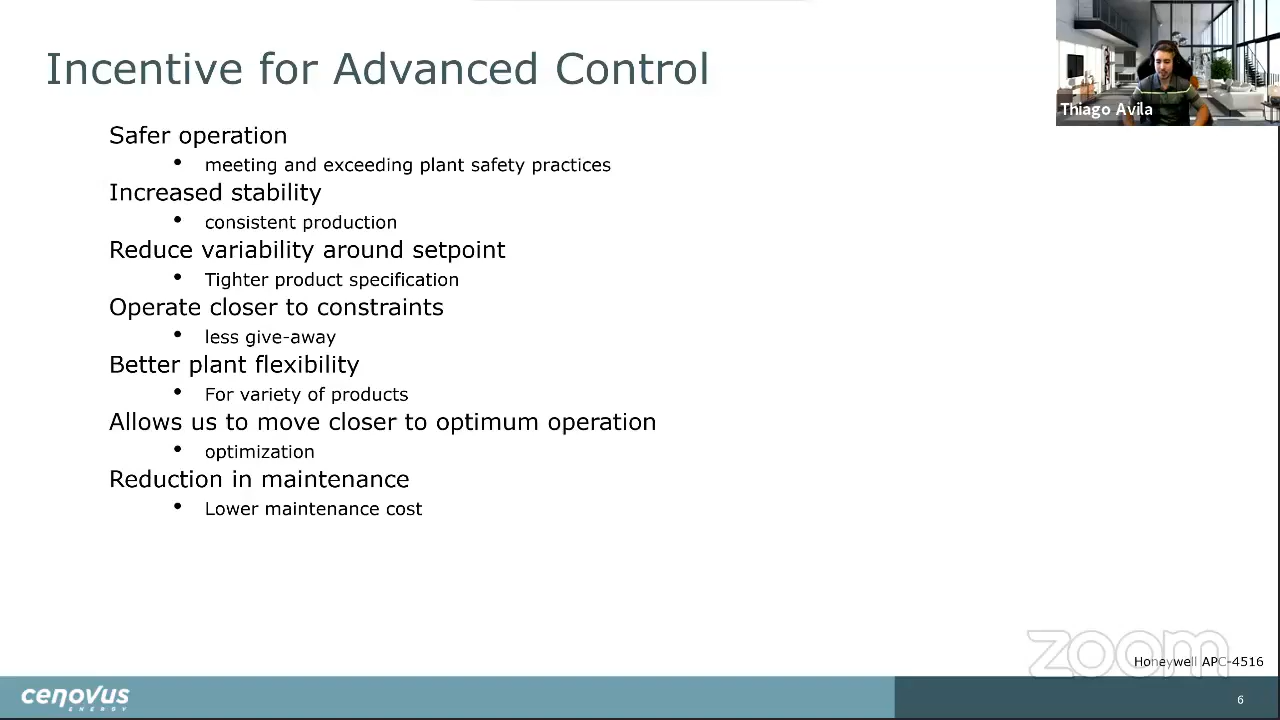 Incentive for Advanced Control
Thiago Avila
Safer operation
• meeting and exceeding plant safety practices
Increased stability
• consistent production
Reduce variability around setpoint
• Tighter product specification
Operate closer to constraints
• less give-away
Better plant flexibility
• For variety of products
Allows us to move closer to optimum operation
• optimization
Reduction in maintenance
• Lower maintenance cost
zoom
Honeywell APC-4516
cenovus
ENERGY
6